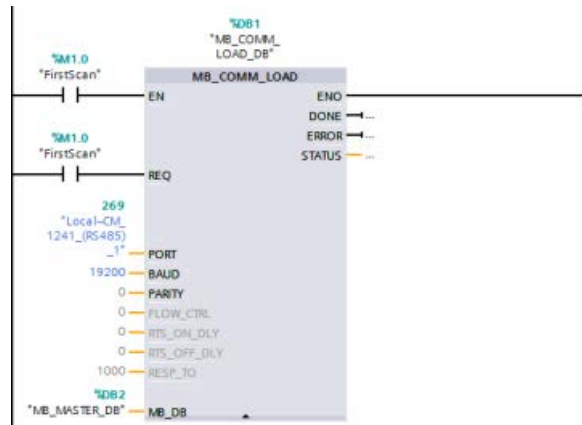 %DB1
"MB_COMM_
LOAD_DB"
%M1.0
"FirstScan"
MB_COMM_LOAD
EN
ENO
DONE
...
ERROR
...
STATUS
...
%M1.0
"FirstScan"
REQ
269
"Local~CM_
1241_(RS485)
_1"
PORT
19200
BAUD
0
PARITY
0
FLOW_CTRL
0
RTS_ON_DLY
0
RTS_OFF_DLY
1000
RESP_TO
%DB2
"MB_MASTER_DB"
MB_DB